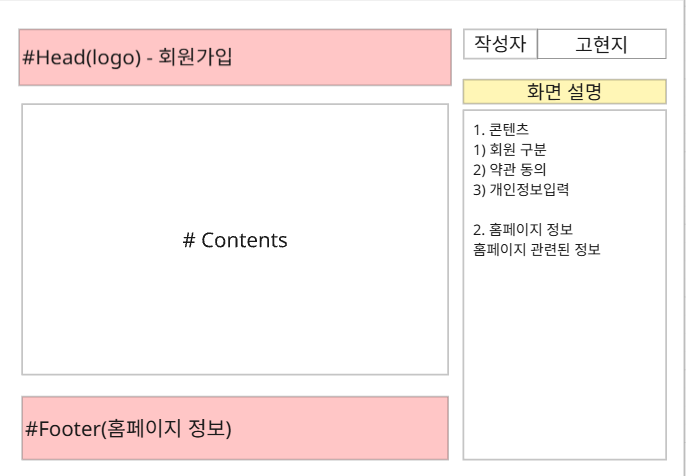 #Head(logo) - 회원가입
# Contents
#Footer(홈페이지 정보)
작성자 고현지
화면 설명
1. 콘텐츠
1) 회원 구분
2) 약관 동의
3) 개인정보입력
2. 홈페이지 정보
홈페이지 관련된 정보